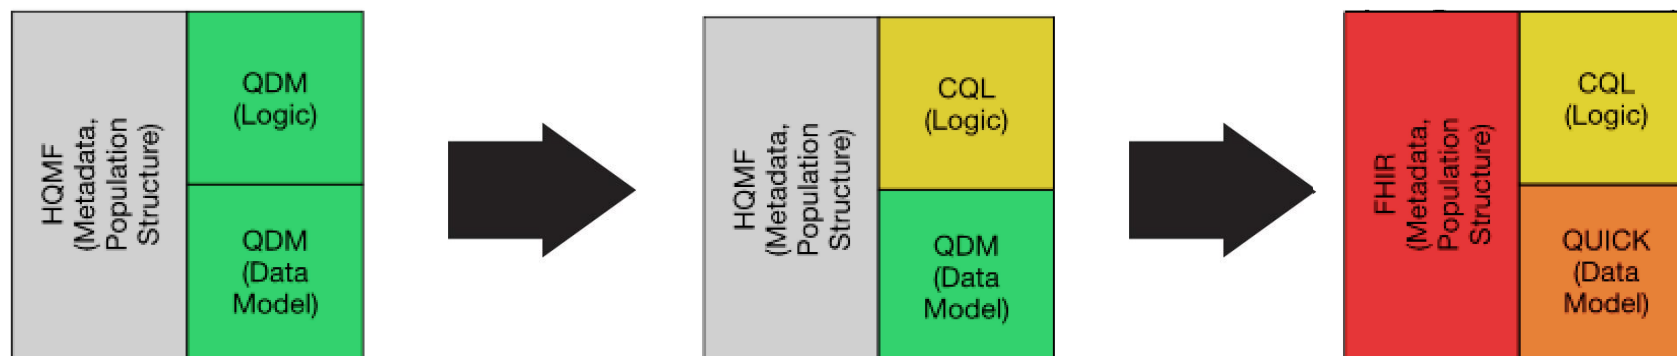 HQMF
(Metadata,
Population
Structure)
QDM
(Logic)
QDM
(Data
Model)
HQMF
(Metadata,
Population
Structure)
CQL
(Logic)
QDM
(Data
Model)
FHIR
(Metadata,
Population
Structure)
CQL
(Logic)
QUICK
(Data
Model)